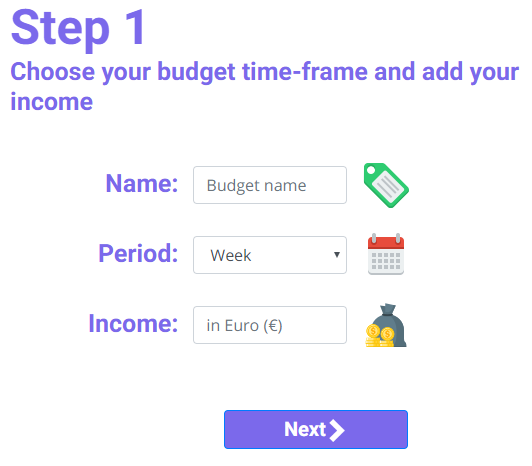 Step 1
Choose your budget time-frame and add your
income
Name: Budget name
Period: Week
Income: in Euro (€)
Next